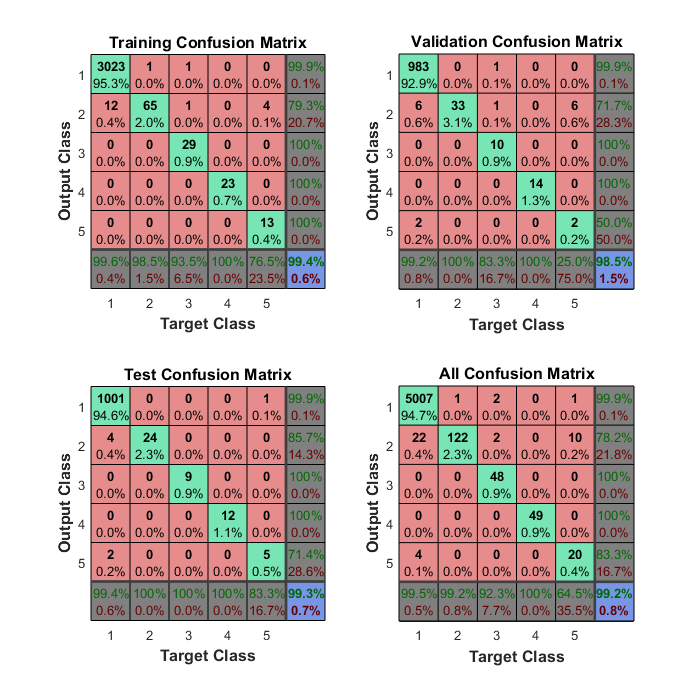 Training Confusion Matrix
1 3023 1 1 0 0 99.9%
95.3% 0.0% 0.0% 0.0% 0.0% 0.1%
2 12 65 1 0 4 79.3%
0.4% 2.0% 0.0% 0.0% 0.1% 20.7%
3 0 0 29 0 0 100%
0.0% 0.0% 0.9% 0.0% 0.0% 0.0%
4 0 0 0 23 0 100%
0.0% 0.0% 0.0% 0.7% 0.0% 0.0%
5 0 0 0 0 13 100%
0.0% 0.0% 0.0% 0.0% 0.4% 0.0%
99.6% 98.5% 93.5% 100% 76.5% 99.4%
0.4% 1.5% 6.5% 0.0% 23.5% 0.6%
1 2 3 4 5
Target Class
Output Class
Validation Confusion Matrix
1 983 0 1 0 0 99.9%
92.9% 0.0% 0.1% 0.0% 0.0% 0.1%
2 6 33 1 0 6 71.7%
0.6% 3.1% 0.1% 0.0% 0.6% 28.3%
3 0 0 10 0 0 100%
0.0% 0.0% 0.9% 0.0% 0.0% 0.0%
4 0 0 0 14 0 100%
0.0% 0.0% 0.0% 1.3% 0.0% 0.0%
5 2 0 0 0 2 50.0%
0.2% 0.0% 0.0% 0.0% 0.2% 50.0%
99.2% 100% 83.3% 100% 25.0% 98.5%
0.8% 0.0% 16.7% 0.0% 75.0% 1.5%
1 2 3 4 5
Target Class
Output Class
Test Confusion Matrix
1 1001 0 0 0 1 99.9%
94.6% 0.0% 0.0% 0.0% 0.1% 0.1%
2 4 24 0 0 0 85.7%
0.4% 2.3% 0.0% 0.0% 0.0% 14.3%
3 0 0 9 0 0 100%
0.0% 0.0% 0.9% 0.0% 0.0% 0.0%
4 0 0 0 12 0 100%
0.0% 0.0% 0.0% 1.1% 0.0% 0.0%
5 2 0 0 0 5 71.4%
0.2% 0.0% 0.0% 0.0% 0.5% 28.6%
99.4% 100% 100% 100% 83.3% 99.3%
0.6% 0.0% 0.0% 0.0% 16.7% 0.7%
1 2 3 4 5
Target Class
Output Class
All Confusion Matrix
1 5007 1 2 0 1 99.9%
94.7% 0.0% 0.0% 0.0% 0.0% 0.1%
2 22 122 2 0 10 78.2%
0.4% 2.3% 0.0% 0.0% 0.2% 21.8%
3 0 0 48 0 0 100%
0.0% 0.0% 0.9% 0.0% 0.0% 0.0%
4 0 0 0 49 0 100%
0.0% 0.0% 0.0% 0.9% 0.0% 0.0%
5 4 0 0 0 20 83.3%
0.1% 0.0% 0.0% 0.0% 0.4% 16.7%
99.5% 99.2% 92.3% 100% 64.5% 99.2%
0.5% 0.8% 7.7% 0.0% 35.5% 0.8%
1 2 3 4 5
Target Class
Output Class